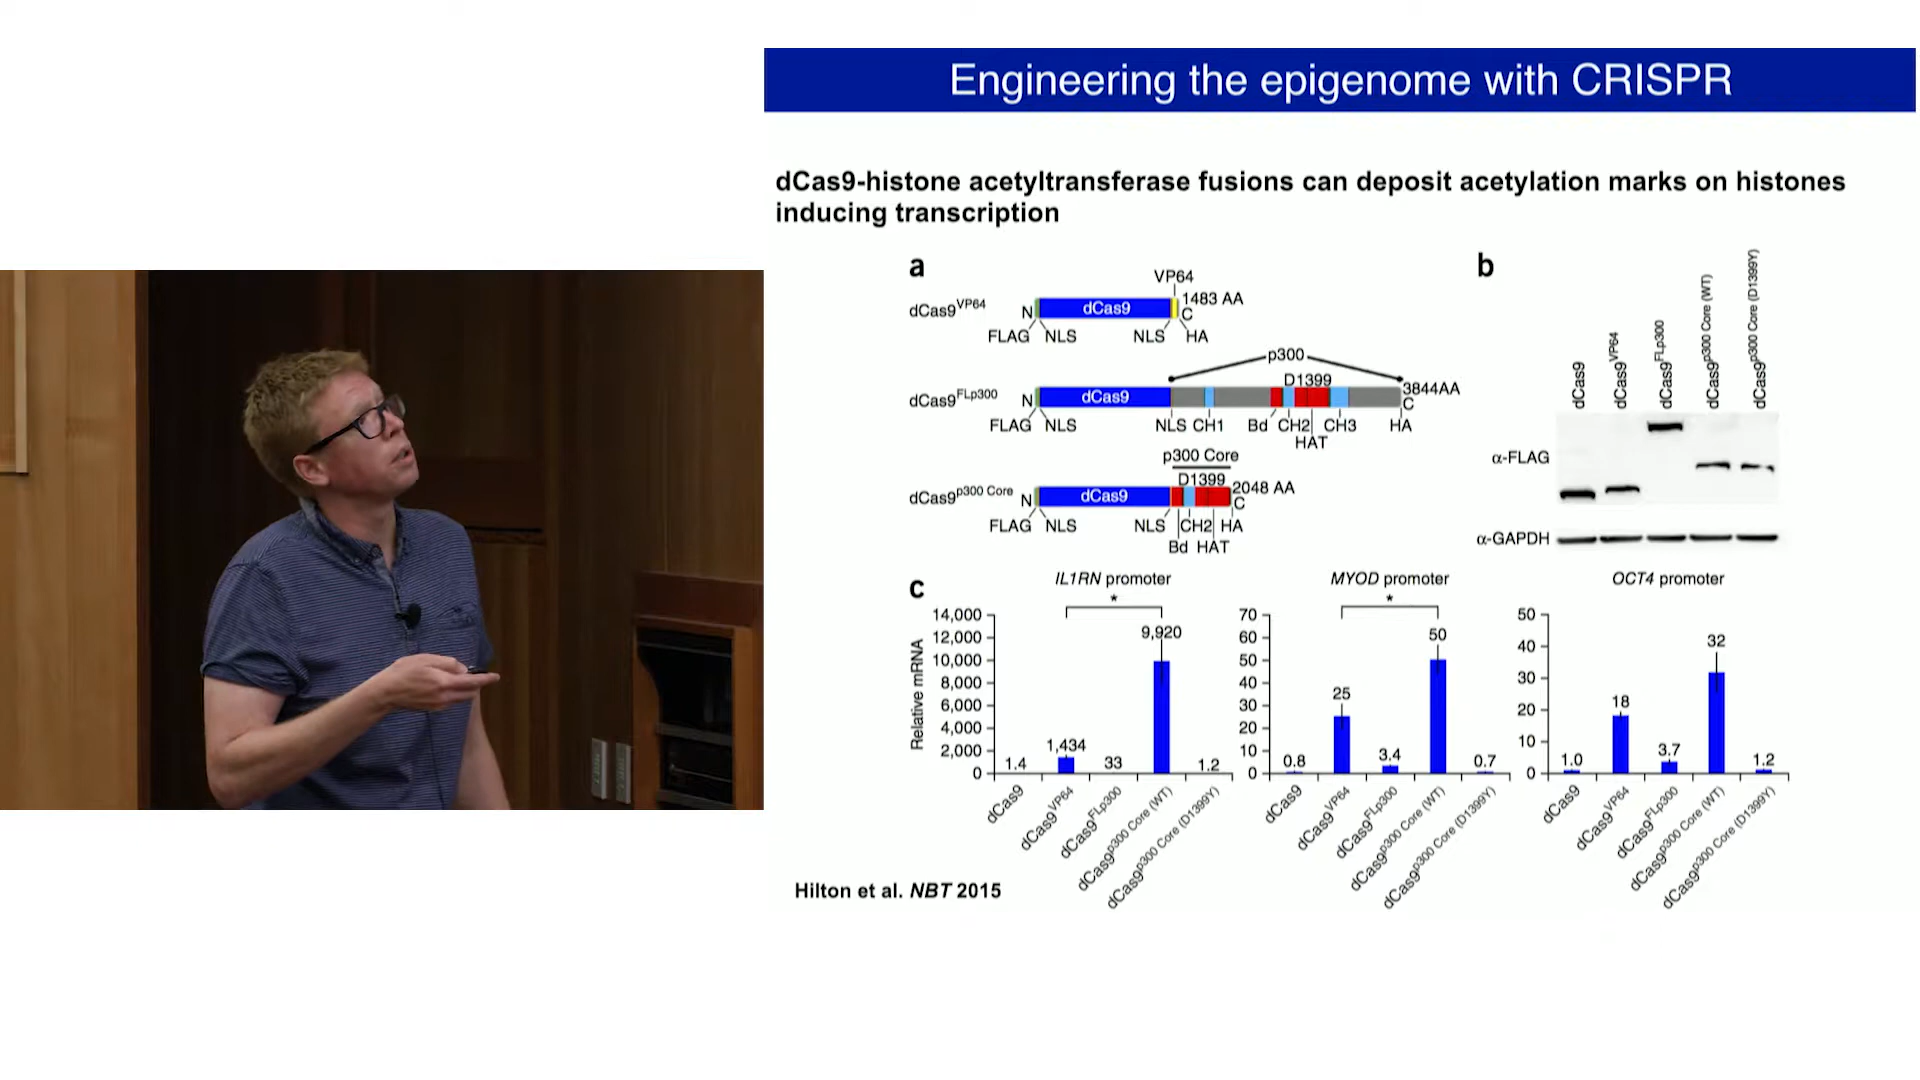 Engineering the epigenome with CRISPR
dCas9-histone acetyltransferase fusions can deposit acetylation marks on histones
inducing transcription
a
VP64
dCas9VP64
N
dCas9
1483 AA
C
FLAG
NLS
NLS
HA
p300
D1399
dCas9FLp300
N
dCas9
3844AA
C
FLAG
NLS
NLS
CH1
Bd
CH2
CH3
HA
HAT
p300 Core
D1399
dCas9p300 Core
N
dCas9
2048 AA
C
FLAG
NLS
NLS
CH2
HA
Bd
HAT
b
dCas9
dCas9VP64
dCas9FLp300
dCas9p300 Core (WT)
dCas9p300 Core (D1399Y)
α-FLAG
α-GAPDH
c
IL1RN promoter
*
Relative mRNA
14,000
12,000
10,000
8,000
6,000
4,000
2,000
0
1.4
1,434
33
9,920
1.2
dCas9
dCas9VP64
dCas9FLp300
dCas9p300 Core (WT)
dCas9p300 Core (D1399Y)
MYOD promoter
*
70
60
50
40
30
20
10
0
0.8
25
3.4
50
0.7
dCas9
dCas9VP64
dCas9FLp300
dCas9p300 Core (WT)
dCas9p300 Core (D1399Y)
OCT4 promoter
50
40
30
20
10
0
1.0
18
3.7
32
1.2
dCas9
dCas9VP64
dCas9FLp300
dCas9p300 Core (WT)
dCas9p300 Core (D1399Y)
Hilton et al. NBT 2015